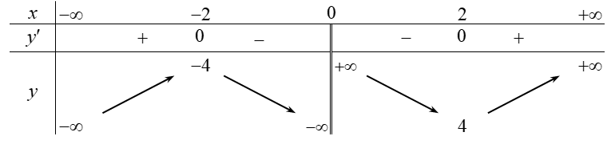 x −∞ −2 0 2 +∞
y′ + 0 − − 0 +
−4 +∞ +∞
y
−∞ −∞ 4